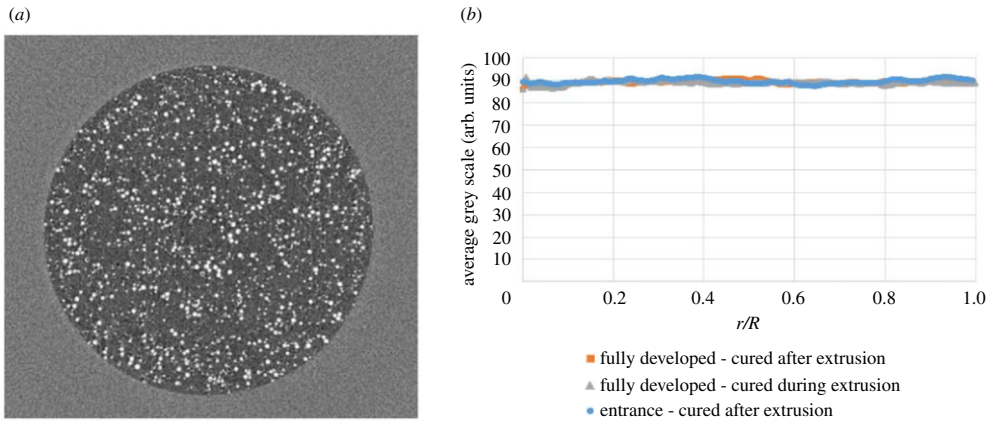 (a)
(b)
average grey scale (arb. units)
100
90
80
70
60
50
40
30
20
10
0
0.2
0.4
0.6
0.8
1.0
r/R
fully developed - cured after extrusion
fully developed - cured during extrusion
entrance - cured after extrusion